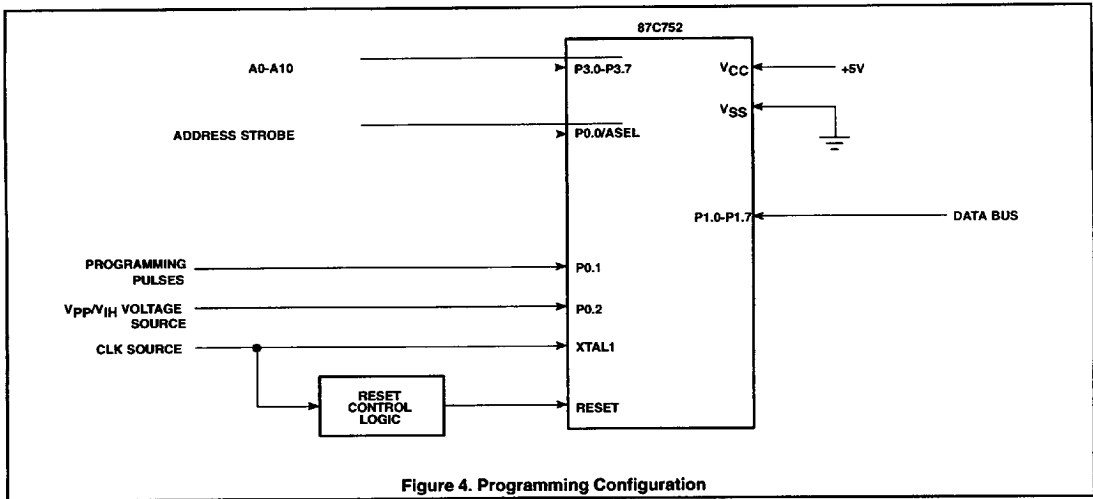 87C752
A0-A10
P3.0-P3.7
VCC
+5V
VSS
ADDRESS STROBE
P0.0/ASEL
P1.0-P1.7
DATA BUS
PROGRAMMING
PULSES
P0.1
VPP/VIH VOLTAGE
SOURCE
P0.2
CLK SOURCE
XTAL1
RESET
CONTROL
LOGIC
RESET
Figure 4. Programming Configuration